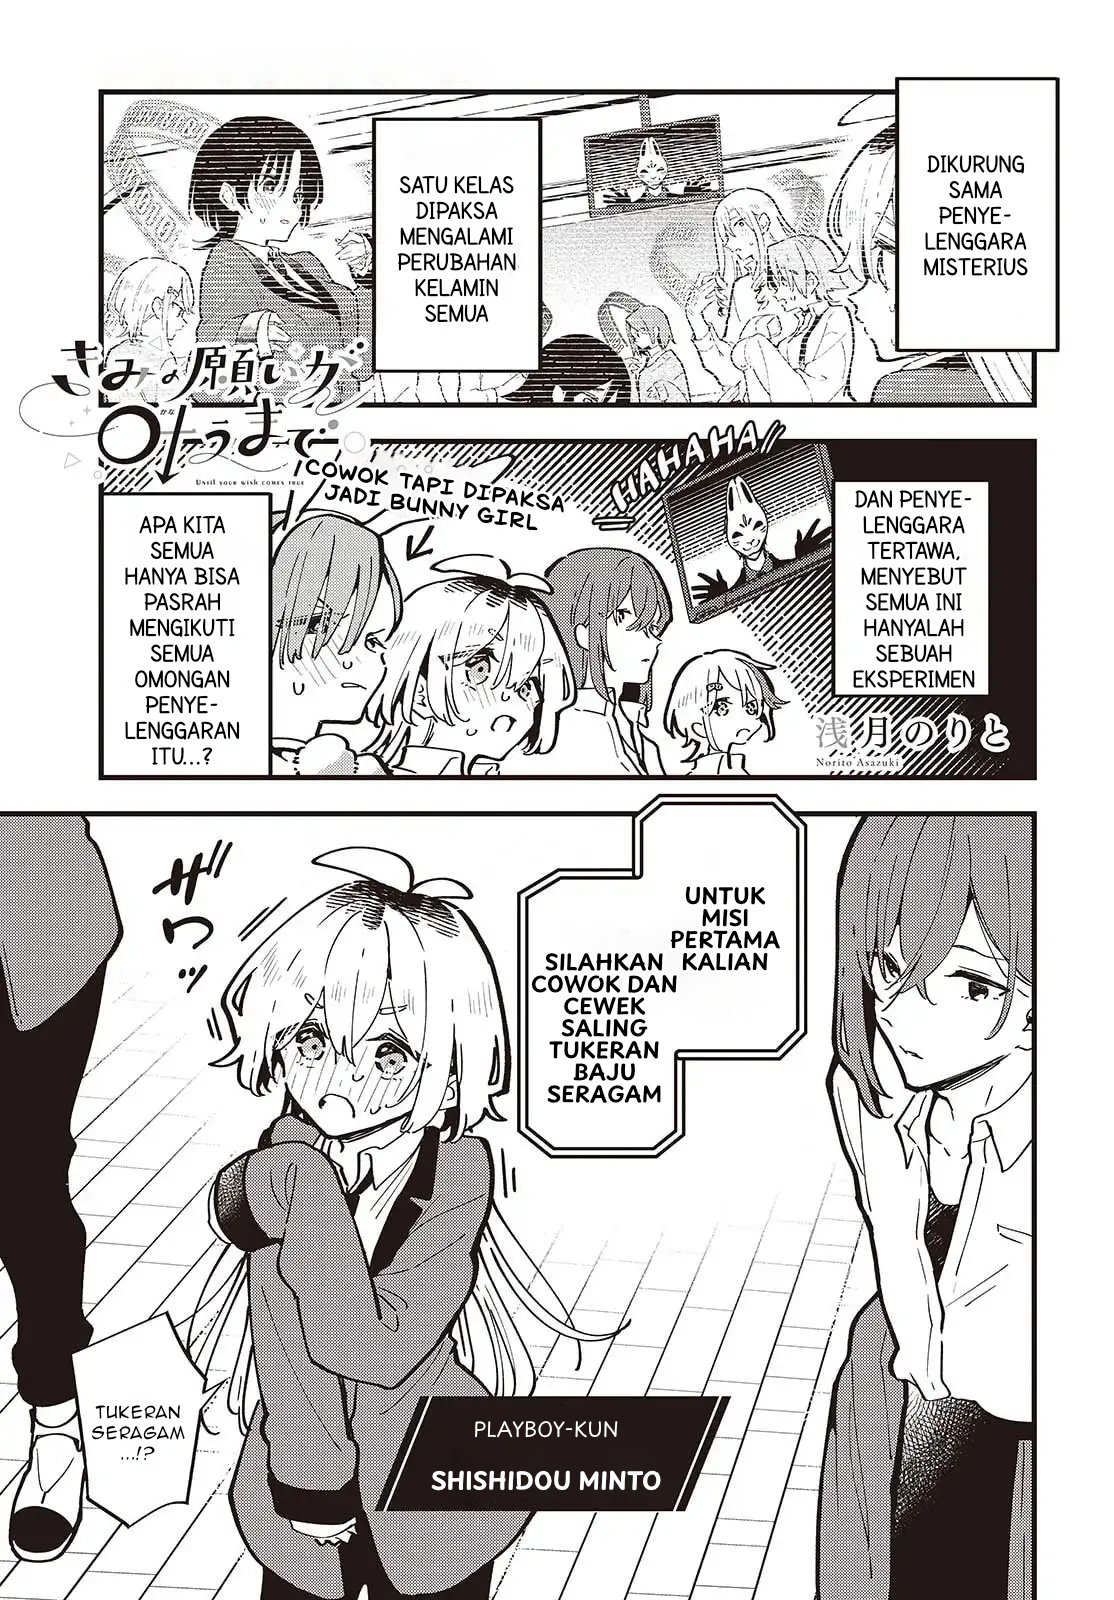 DIKURUNG
SAMA
PENYE-
LENGGARA
MISTERIUS
SATU KELAS
DIPAKSA
MENGALAMI
PERUBAHAN
KELAMIN
SEMUA
きみの願いが
叶うまで
かな
Until your wish comes true
DAN PENYE-
LENGGARA
TERTAWA,
MENYEBUT
SEMUA INI
HANYALAH
SEBUAH
EKSPERIMEN
HAHAHA
COWOK TAPI DIPAKSA
JADI BUNNY GIRL
APA KITA
SEMUA
HANYA BISA
PASRAH
MENGIKUTI
SEMUA
OMONGAN
PENYE-
LENGGARAN
ITU...?
浅月のりと
Norito Asazuki
UNTUK
MISI
PERTAMA
KALIAN
SILAHKAN
COWOK DAN
CEWEK
SALING
TUKERAN
BAJU
SERAGAM
ザワ〜
TUKERAN
SERAGAM
...!?
PLAYBOY-KUN
SHISHIDOU MINTO